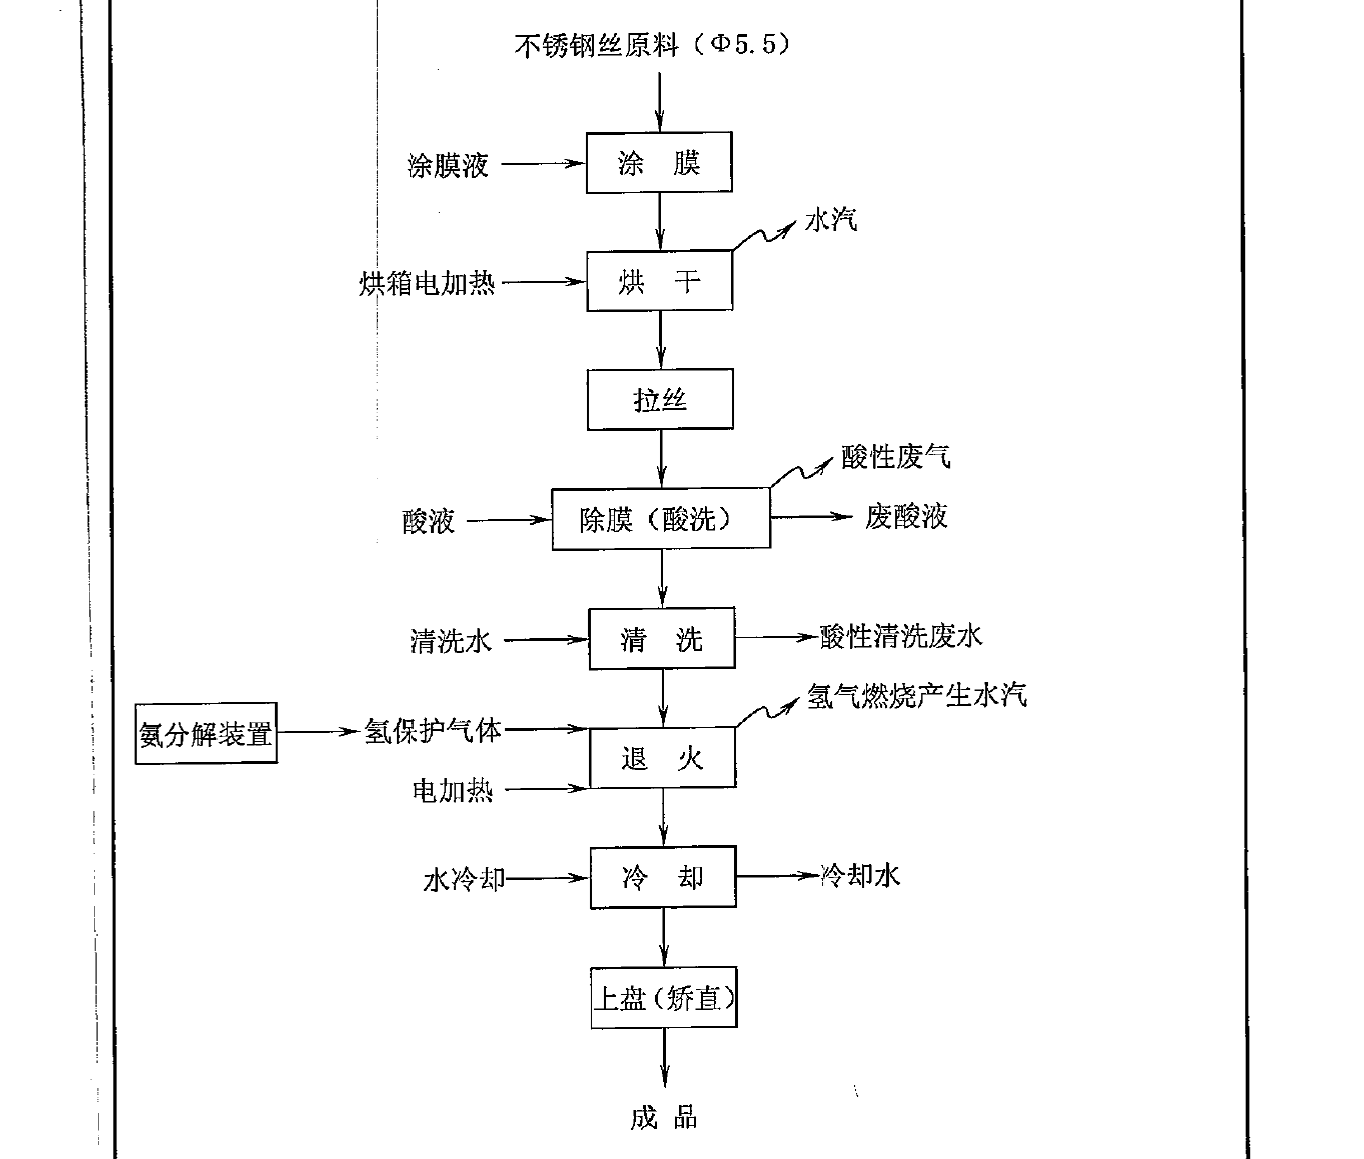 不锈钢丝原料(Φ5.5)
涂膜液
涂 膜
水汽
烘箱电加热
烘 干
拉丝
酸性废气
酸液
除膜(酸洗)
废酸液
清洗水
清 洗
酸性清洗废水
氢气燃烧产生水汽
氨分解装置
氢保护气体
退 火
电加热
水冷却
冷 却
冷却水
上盘(矫直)
成 品